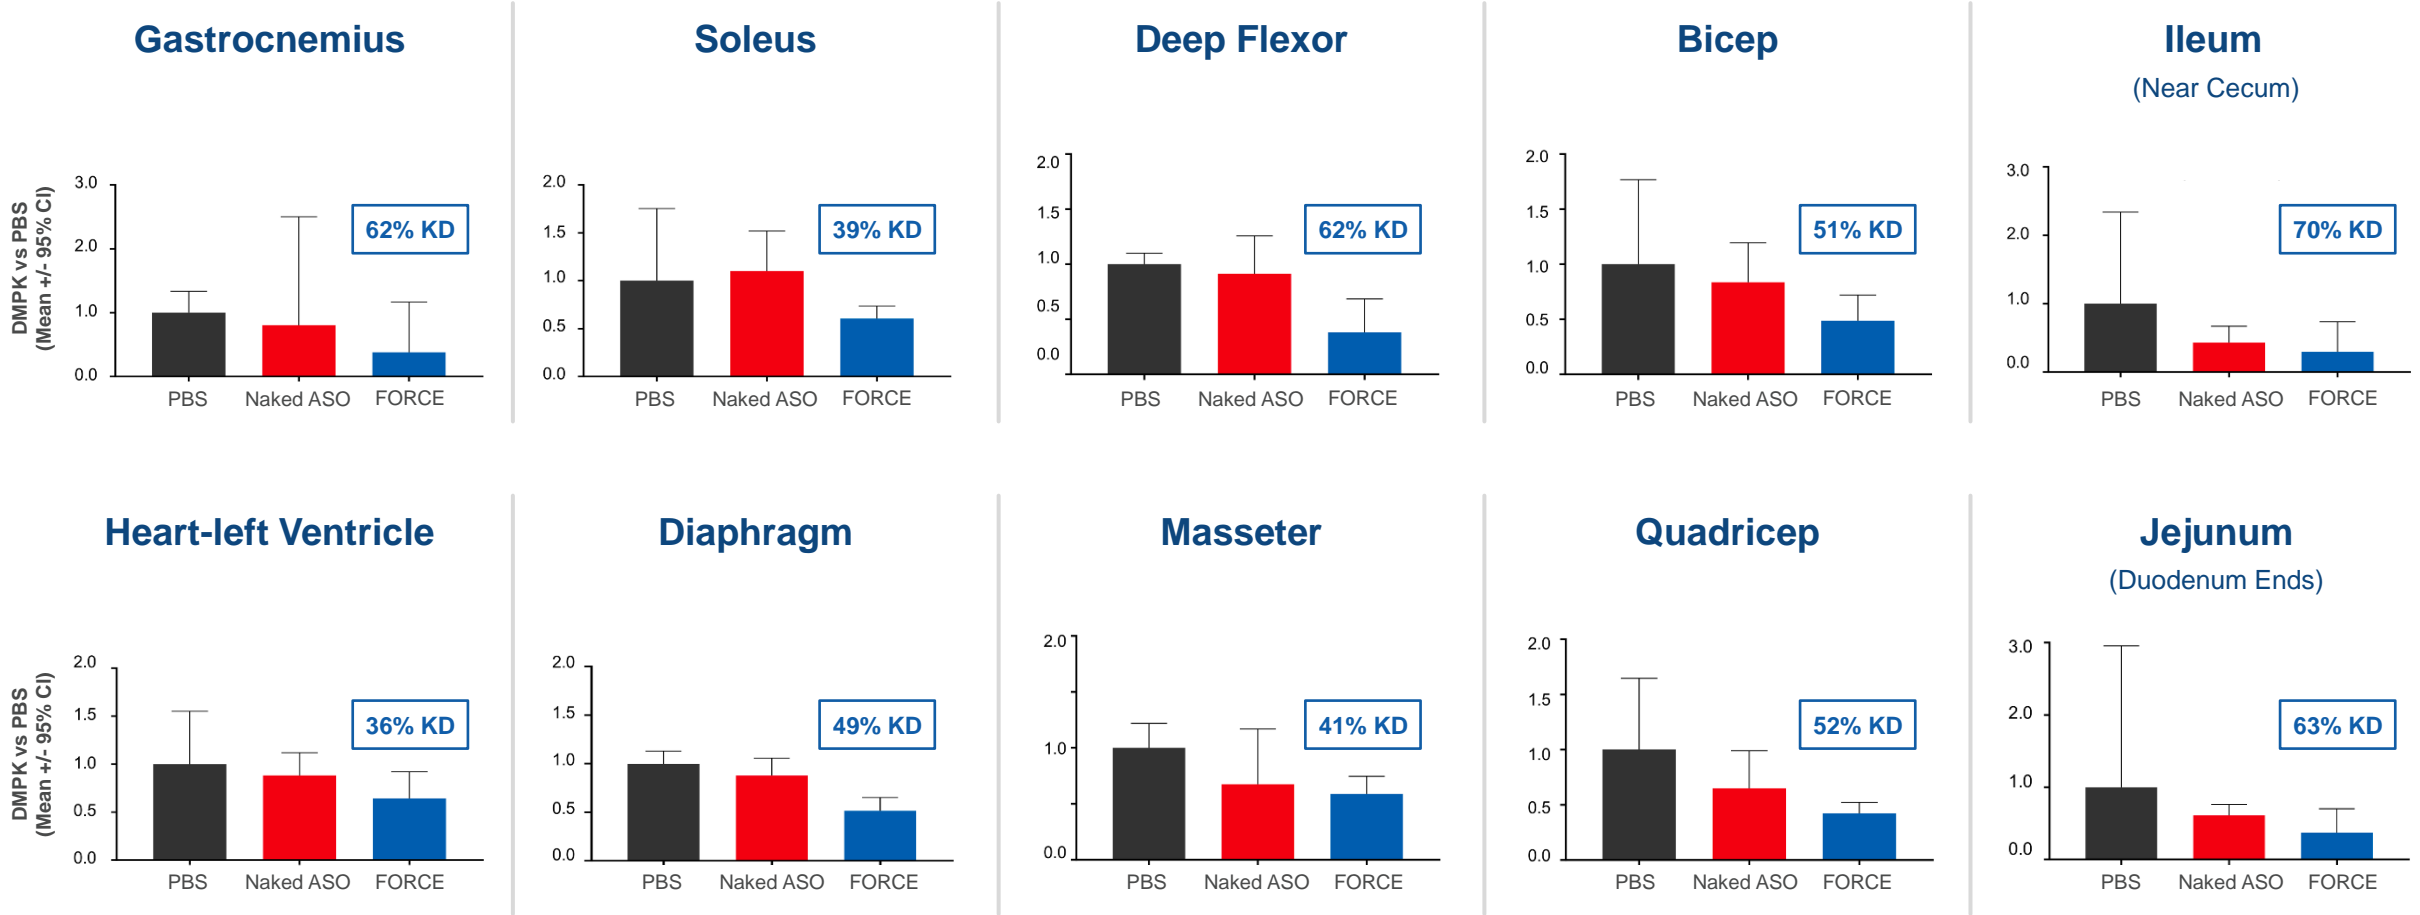 Gastrocnemius
DMPK vs PBS
(Mean +/- 95% CI)
3.0
2.0
1.0
0.0
62% KD
PBS Naked ASO FORCE
Soleus
2.0
1.5
1.0
0.5
0.0
39% KD
PBS Naked ASO FORCE
Deep Flexor
2.0
1.5
1.0
0.5
0.0
62% KD
PBS Naked ASO FORCE
Bicep
2.0
1.5
1.0
0.5
0.0
51% KD
PBS Naked ASO FORCE
Ileum
(Near Cecum)
3.0
2.0
1.0
0.0
70% KD
PBS Naked ASO FORCE
Heart-left Ventricle
DMPK vs PBS
(Mean +/- 95% CI)
2.0
1.5
1.0
0.5
0.0
36% KD
PBS Naked ASO FORCE
Diaphragm
2.0
1.5
1.0
0.5
0.0
49% KD
PBS Naked ASO FORCE
Masseter
2.0
1.0
0.0
41% KD
PBS Naked ASO FORCE
Quadricep
2.0
1.5
1.0
0.5
0.0
52% KD
PBS Naked ASO FORCE
Jejunum
(Duodenum Ends)
3.0
2.0
1.0
0.0
63% KD
PBS Naked ASO FORCE